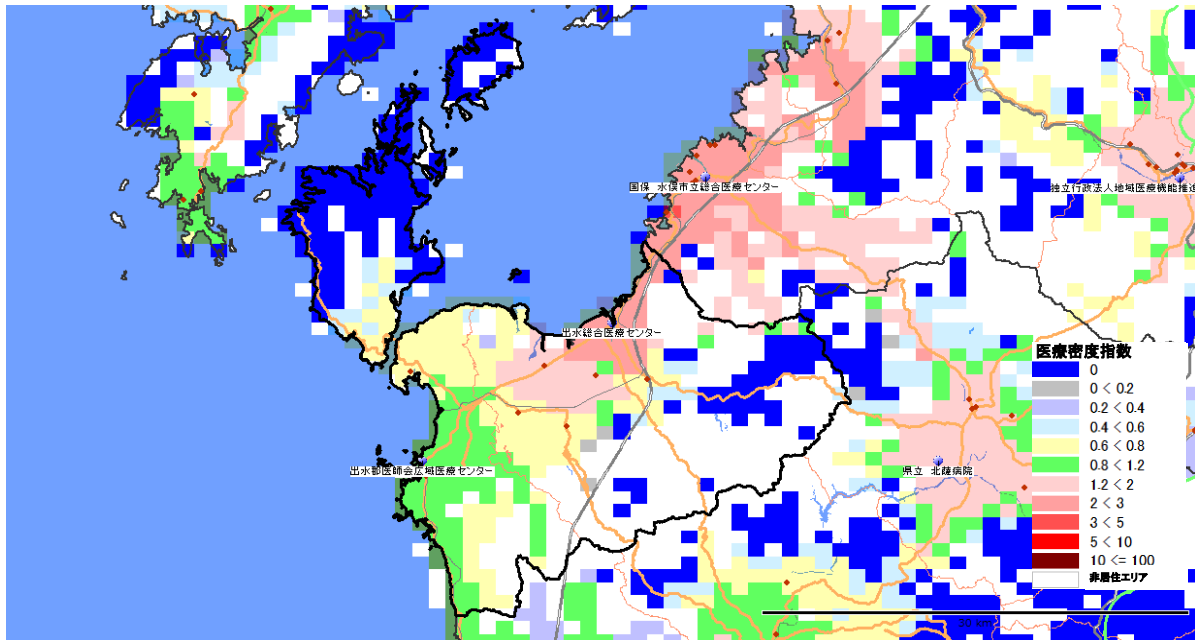 国保 水俣市立総合医療センター
独立行政法人地域医療機能推進
出水総合医療センター
出水郡医師会広域医療センター
県立 北薩病院
医療密度指数
0
0 < 0.2
0.2 < 0.4
0.4 < 0.6
0.6 < 0.8
0.8 < 1.2
1.2 < 2
2 < 3
3 < 5
5 < 10
10 <= 100
非居住エリア
30 km